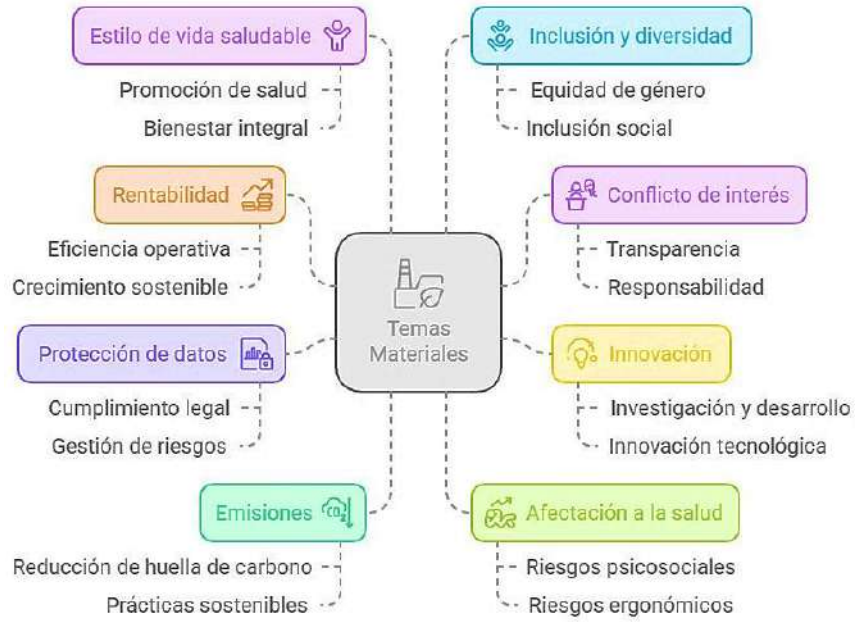 Estilo de vida saludable
Promoción de salud
Bienestar integral
Rentabilidad
Eficiencia operativa
Crecimiento sostenible
Protección de datos
Cumplimiento legal
Gestión de riesgos
Emisiones
CO₂
Reducción de huella de carbono
Prácticas sostenibles
Temas
Materiales
Inclusión y diversidad
Equidad de género
Inclusión social
Conflicto de interés
Transparencia
Responsabilidad
Innovación
Investigación y desarrollo
Innovación tecnológica
Afectación a la salud
Riesgos psicosociales
Riesgos ergonómicos